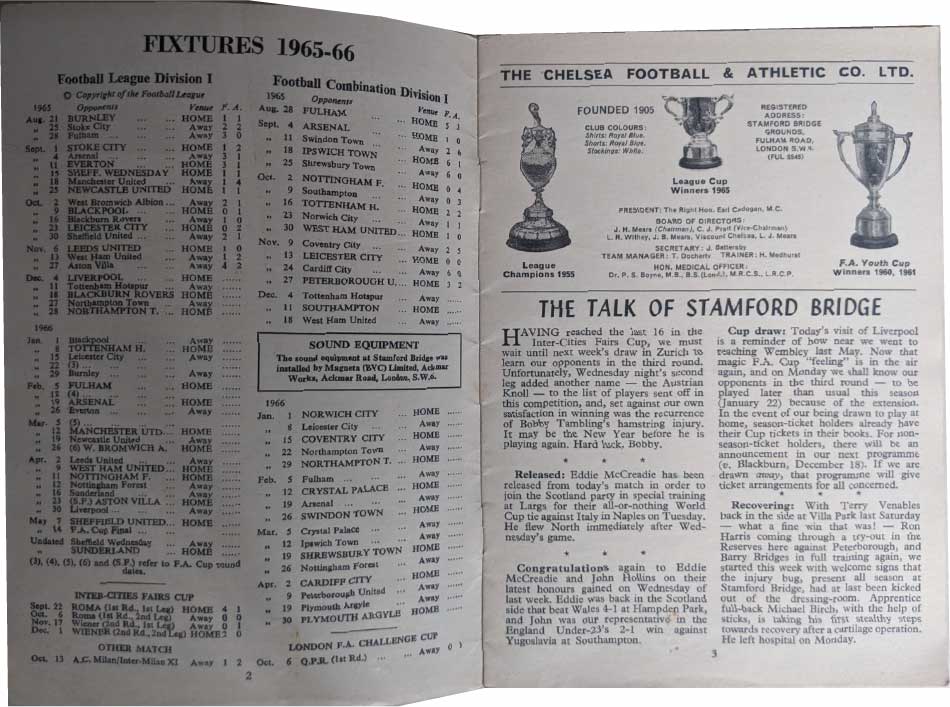 FIXTURES 1965-66
Football League Division I
© Copyright of the Football League
1965 Opponents Venue F. A.
Aug. 21 BURNLEY ... ... HOME 1 1
„ 25 Stoke City ... ... Away 2 2
„ 28 Fulham ... ... ... Away 3 0
Sept. 1 STOKE CITY ... HOME 1 2
„ 4 Arsenal ... ... Away 3 1
„ 11 EVERTON ... ... HOME 3 1
„ 15 SHEFF. WEDNESDAY HOME 1 1
„ 18 Manchester United ... Away 1 4
„ 25 NEWCASTLE UNITED HOME 1 1
Oct. 2 West Bromwich Albion... Away 2 1
„ 9 BLACKPOOL ... ... HOME 0 1
„ 16 Blackburn Rovers ... Away 1 0
„ 23 LEICESTER CITY ... HOME 0 2
„ 30 Sheffield United ... ... Away 2 1
Nov. 6 LEEDS UNITED ... HOME 1 0
„ 13 West Ham United ... Away 1 2
„ 27 Aston Villa ... ... Away 4 2
Dec. 4 LIVERPOOL ... ... HOME ......
„ 11 Tottenham Hotspur ... Away ......
„ 18 BLACKBURN ROVERS HOME ......
„ 27 Northampton Town ... Away ......
„ 28 NORTHAMPTON T. ... HOME ......
1966
Jan. 1 Blackpool ... ... Away ......
„ 8 TOTTENHAM H. ... HOME ......
„ 15 Leicester City ... ... Away ......
„ 22 (3) ... ...
„ 29 Burnley ... ... Away ......
Feb. 5 FULHAM ... ... HOME ......
„ 12 (4) ... ...
„ 19 ARSENAL ... ... HOME ......
„ 26 Everton ... ... Away ......
Mar. 5 (5) ... ...
„ 12 MANCHESTER UTD... HOME ......
„ 19 Newcastle United ... Away ......
„ 26 (6) W. BROMWICH A. HOME ......
Apr. 2 Leeds United ... ... Away ......
„ 9 WEST HAM UNITED... HOME ......
„ 11 NOTTINGHAM F. ... HOME ......
„ 12 Nottingham Forest ... Away ......
„ 16 Sunderland ... ... Away ......
„ 23 (S.F.) ASTON VILLA ... HOME ......
„ 30 Liverpool ... ... Away ......
May 7 SHEFFIELD UNITED... HOME ......
„ 14 F.A. Cup Final ... ...
Undated Sheffield Wednesday Away ......
SUNDERLAND ... HOME ......
(3), (4), (5), (6) and (S.F.) refer to F.A. Cup round
dates.
INTER-CITIES FAIRS CUP
Sept. 22 ROMA (1st Rd., 1st Leg) HOME 4 1
Oct. 6 Roma (1st Rd., 2nd Leg) Away 0 0
Nov. 17 Wiener (2nd Rd., 1st Leg) Away 0 1
Dec. 1 WIENER (2nd Rd., 2nd Leg) HOME 2 0
OTHER MATCH
Oct. 13 A.C. Milan/Inter-Milan XI Away 1 2
Football Combination Division I
1965 Opponents Venue F. A.
Aug. 28 FULHAM ... ... HOME 5 3
Sept. 4 ARSENAL ... ... HOME 1 0
„ 11 Swindon Town ... ... Away 2 6
„ 18 IPSWICH TOWN ... HOME 6 1
„ 25 Shrewsbury Town ... Away 6 0
Oct. 2 NOTTINGHAM F. ... HOME 0 4
„ 9 Southampton ... ... Away 0 3
„ 16 TOTTENHAM H. ... HOME 2 2
„ 23 Norwich City ... ... Away 1 1
„ 30 WEST HAM UNITED... HOME 1 0
Nov. 9 Coventry City ... ... Away 2 5
„ 13 LEICESTER CITY ... HOME 0 0
„ 24 Cardiff City ... ... Away 6 0
„ 27 PETERBOROUGH U.... HOME 3 2
Dec. 4 Tottenham Hotspur ... Away ......
„ 11 SOUTHAMPTON ... HOME ......
„ 18 West Ham United ... Away ......
SOUND EQUIPMENT
The sound equipment at Stamford Bridge was
installed by Magneta (BVC) Limited, Ackmar
Works, Ackmar Road, London, S.W.6.
1966
Jan. 1 NORWICH CITY ... HOME ......
„ 8 Leicester City ... ... Away ......
„ 15 COVENTRY CITY ... HOME ......
„ 22 Northampton Town ... Away ......
„ 29 NORTHAMPTON T. ... HOME ......
Feb. 5 Fulham ... ... Away ......
„ 12 CRYSTAL PALACE ... HOME ......
„ 19 Arsenal ... ... Away ......
„ 26 SWINDON TOWN ... HOME ......
Mar. 5 Crystal Palace ... Away ......
„ 12 Ipswich Town ... ... Away ......
„ 19 SHREWSBURY TOWN HOME ......
„ 26 Nottingham Forest ... Away ......
Apr. 2 CARDIFF CITY ... HOME ......
„ 9 Peterborough United ... Away ......
„ 19 Plymouth Argyle ... Away ......
„ 30 PLYMOUTH ARGYLE HOME ......
LONDON F.A. CHALLENGE CUP
Oct. 6 Q.P.R. (1st Rd.) ... ... Away 0 3
2
THE CHELSEA FOOTBALL & ATHLETIC CO. LTD.
FOUNDED 1905
CLUB COLOURS:
Shirts: Royal Blue.
Shorts: Royal Blue.
Stockings: White.
REGISTERED
ADDRESS:
STAMFORD BRIDGE
GROUNDS,
FULHAM ROAD,
LONDON S.W.6
(FUL 5545)
League Cup
Winners 1965
PRESIDENT: The Right Hon. Earl Cadogan, M.C.
BOARD OF DIRECTORS:
J. H. Mears (Chairman), C. J. Pratt (Vice-Chairman)
L. R. Withey, J. B. Mears, Viscount Chelsea, L. J. Mears
SECRETARY: J. Battersby
TEAM MANAGER: T. Docherty TRAINER: H. Medhurst
HON. MEDICAL OFFICER:
Dr. P. S. Boyne, M.B., B.S. (Lond.), M.R.C.S., L.R.C.P.
League
Champions 1955
F.A. Youth Cup
Winners 1960, 1961
THE TALK OF STAMFORD BRIDGE
HAVING reached the last 16 in the
Inter-Cities Fairs Cup, we must
wait until next week's draw in Zurich to
learn our opponents in the third round.
Unfortunately, Wednesday night's second
leg added another name — the Austrian
Knoll — to the list of players sent off in
this competition, and, set against our own
satisfaction in winning was the recurrence
of Bobby Tambling's hamstring injury.
It may be the New Year before he is
playing again. Hard luck, Bobby.
* * *
Released: Eddie McCreadie has been
released from today's match in order to
join the Scotland party in special training
at Largs for their all-or-nothing World
Cup tie against Italy in Naples on Tuesday.
He flew North immediately after Wed-
nesday's game.
* * *
Congratulations again to Eddie
McCreadie and John Hollins on their
latest honours gained on Wednesday of
last week. Eddie was back in the Scotland
side that beat Wales 4-1 at Hampden Park,
and John was our representative in the
England Under-23's 2-1 win against
Yugoslavia at Southampton.
Cup draw: Today's visit of Liverpool
is a reminder of how near we went to
reaching Wembley last May. Now that
magic F.A. Cup "feeling" is in the air
again, and on Monday we shall know our
opponents in the third round — to be
played later than usual this season
(January 22) because of the extension.
In the event of our being drawn to play at
home, season-ticket holders already have
their Cup tickets in their books. For non-
season-ticket holders, there will be an
announcement in our next programme
(v. Blackburn, December 18). If we are
drawn away, that programme will give
ticket arrangements for all concerned.
* * *
Recovering: With Terry Venables
back in the side at Villa Park last Saturday
— what a fine win that was! — Ron
Harris coming through a try-out in the
Reserves here against Peterborough, and
Barry Bridges in full training again, we
started this week with welcome signs that
the injury bug, present all season at
Stamford Bridge, had at last been kicked
out of the dressing-room. Apprentice
full-back Michael Birch, with the help of
sticks, is taking his first stealthy steps
towards recovery after a cartilage operation.
He left hospital on Monday.
3